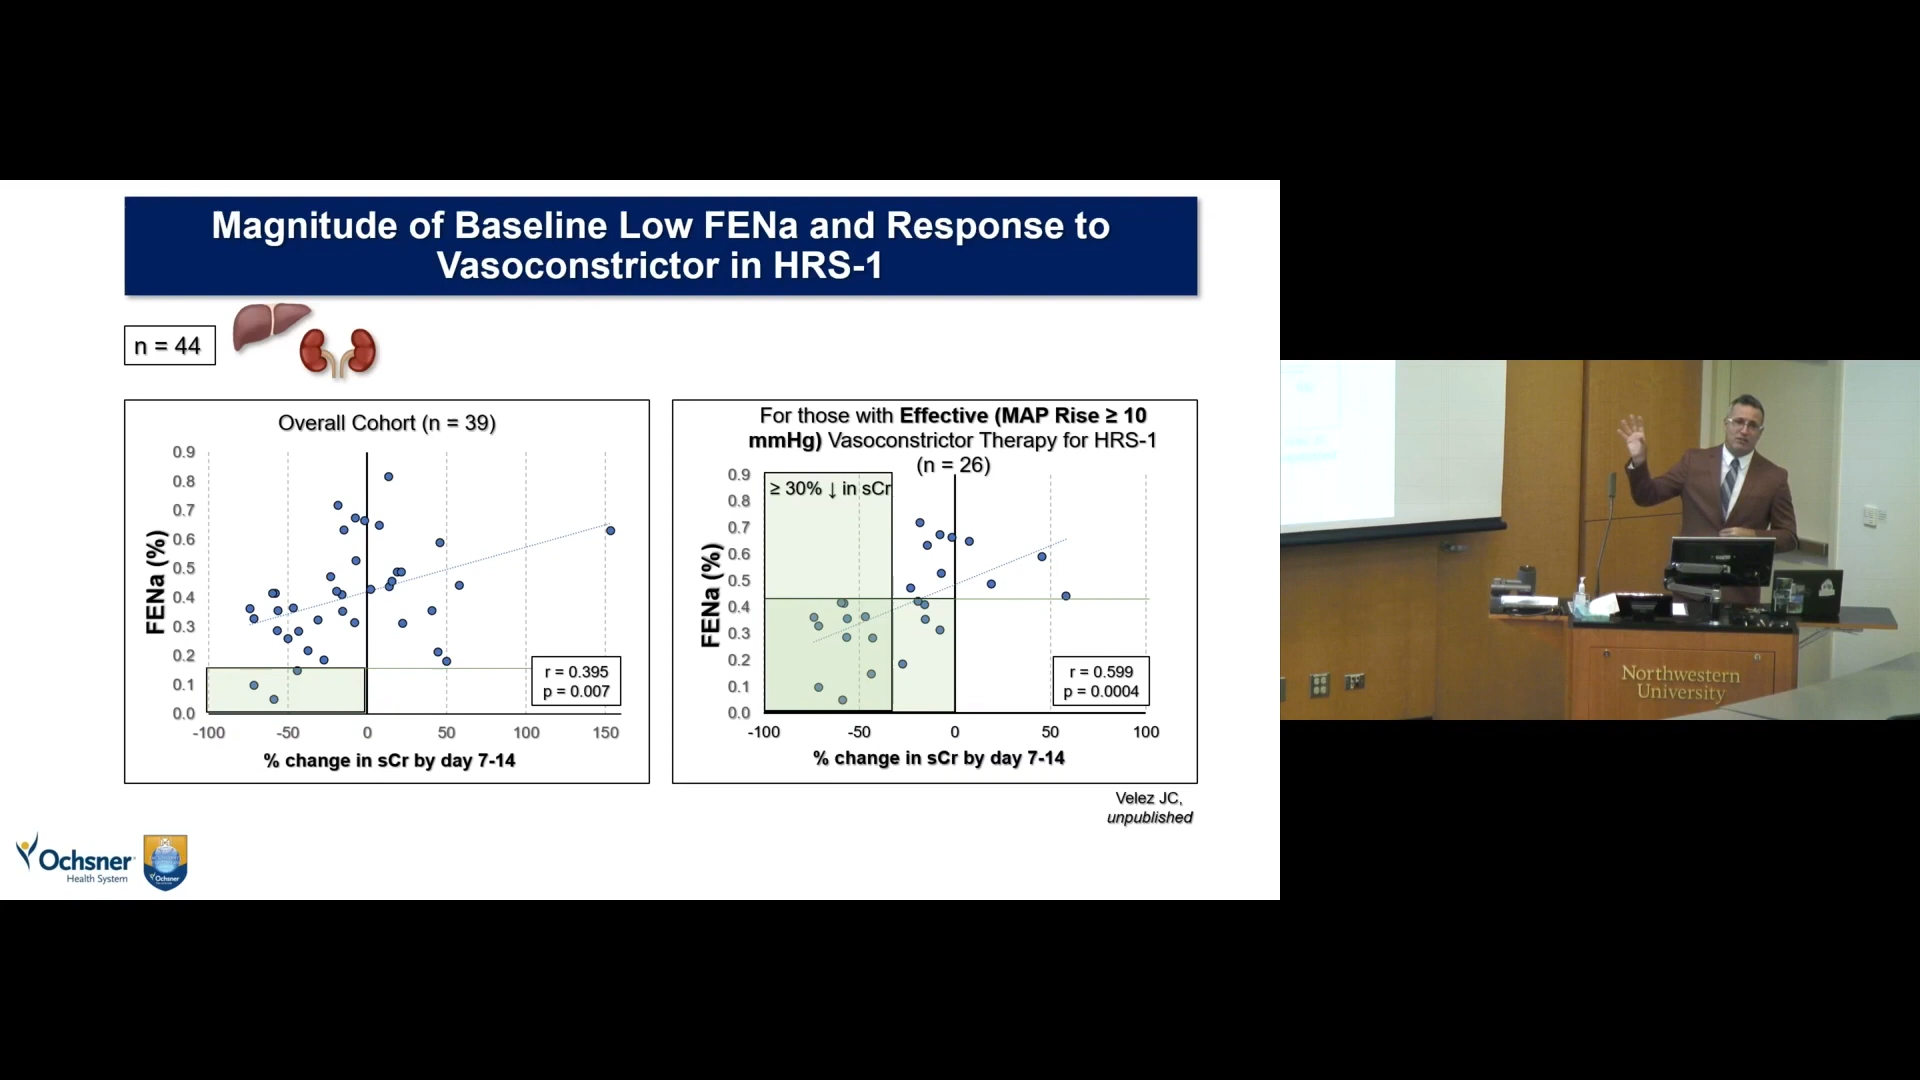 Magnitude of Baseline Low FENa and Response to
Vasoconstrictor in HRS-1
n = 44
Overall Cohort (n = 39)
FENa (%)
0.9
0.8
0.7
0.6
0.5
0.4
0.3
0.2
0.1
0.0
-100 -50 0 50 100 150
% change in sCr by day 7-14
r = 0.395
p = 0.007
For those with Effective (MAP Rise ≥ 10
mmHg) Vasoconstrictor Therapy for HRS-1
(n = 26)
≥ 30% ↓ in sCr
FENa (%)
0.9
0.8
0.7
0.6
0.5
0.4
0.3
0.2
0.1
0.0
-100 -50 0 50 100
% change in sCr by day 7-14
r = 0.599
p = 0.0004
Velez JC,
unpublished
Ochsner
Health System
Ochsner
Northwestern
University